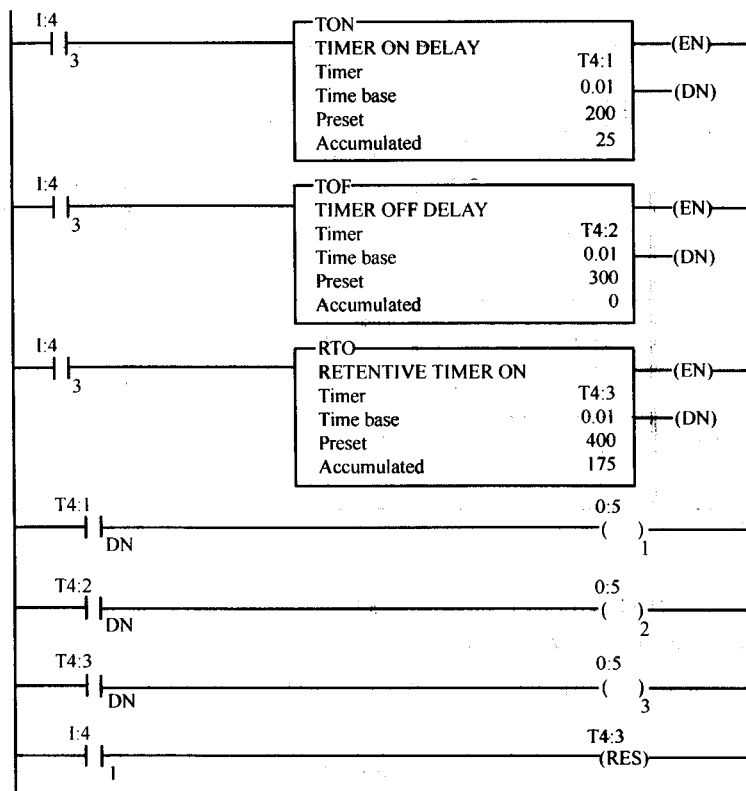 I:4
3
TON
TIMER ON DELAY
Timer T4:1
Time base 0.01
Preset 200
Accumulated 25
(EN)
(DN)
I:4
3
TOF
TIMER OFF DELAY
Timer T4:2
Time base 0.01
Preset 300
Accumulated 0
(EN)
(DN)
I:4
3
RTO
RETENTIVE TIMER ON
Timer T4:3
Time base 0.01
Preset 400
Accumulated 175
(EN)
(DN)
T4:1
DN
0:5
( )
1
T4:2
DN
0:5
( )
2
T4:3
DN
0:5
( )
3
I:4
1
T4:3
(RES)